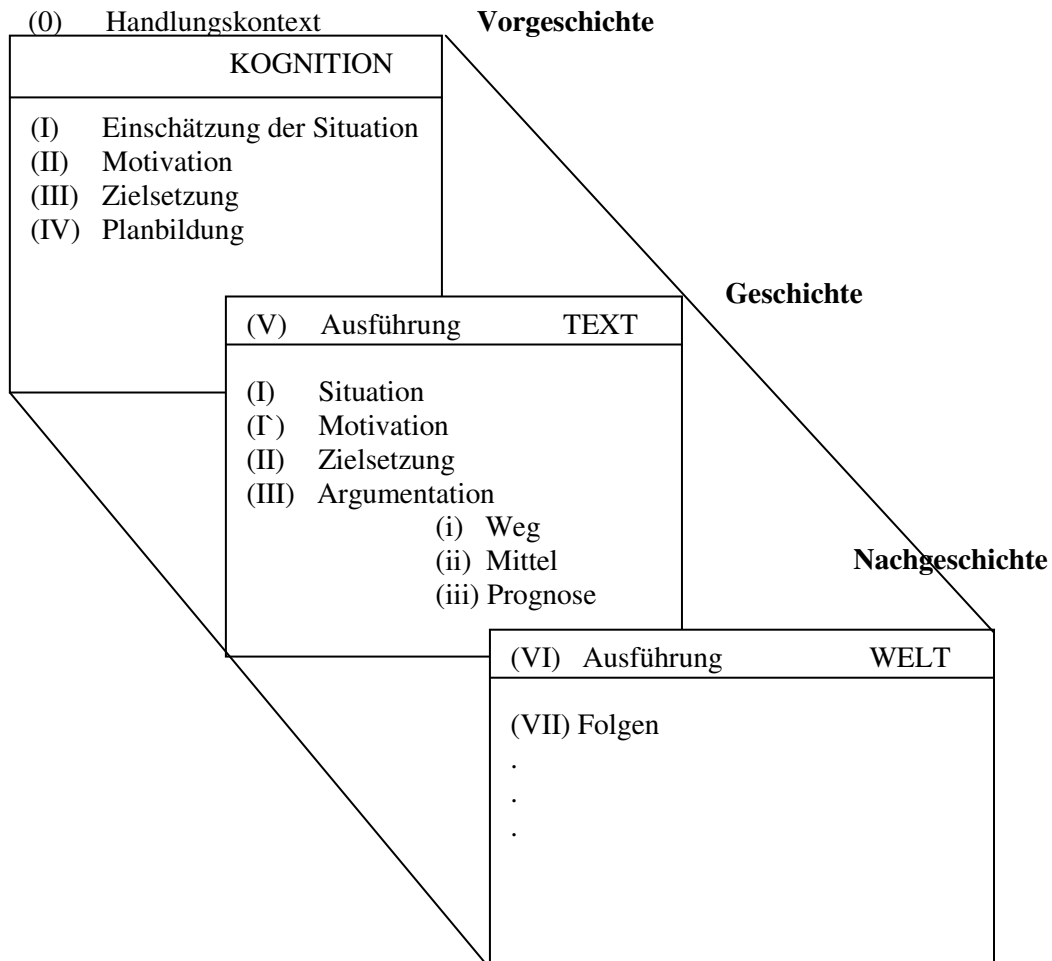 (0) Handlungskontext Vorgeschichte
KOGNITION
(I) Einschätzung der Situation
(II) Motivation
(III) Zielsetzung
(IV) Planbildung
Geschichte
(V) Ausführung TEXT
(I) Situation
(I`) Motivation
(II) Zielsetzung
(III) Argumentation
(i) Weg
(ii) Mittel
(iii) Prognose
Nachgeschichte
(VI) Ausführung WELT
(VII) Folgen
.
.
.